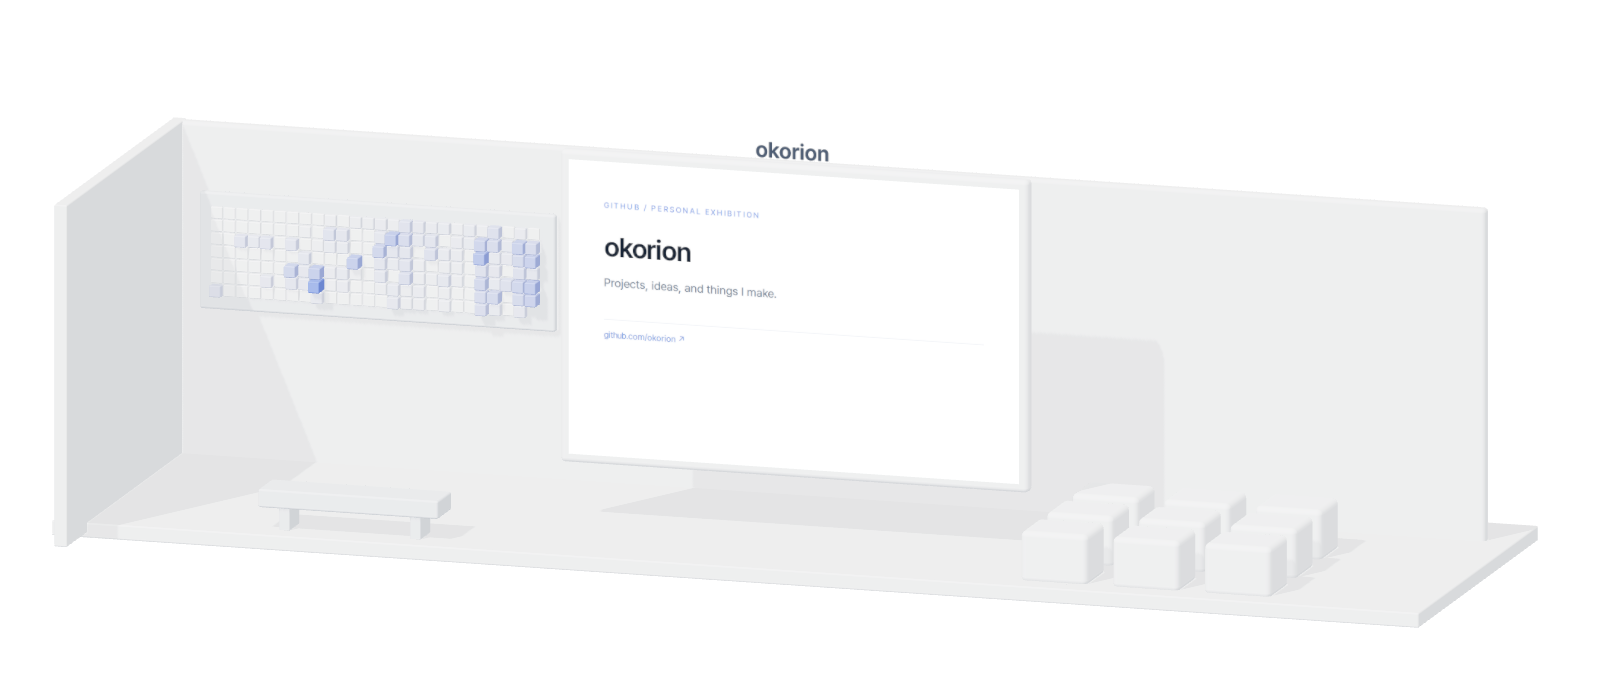 okorion
GITHUB / PERSONAL EXHIBITION
okorion
Projects, ideas, and things I make.
github.com/okorion ↗